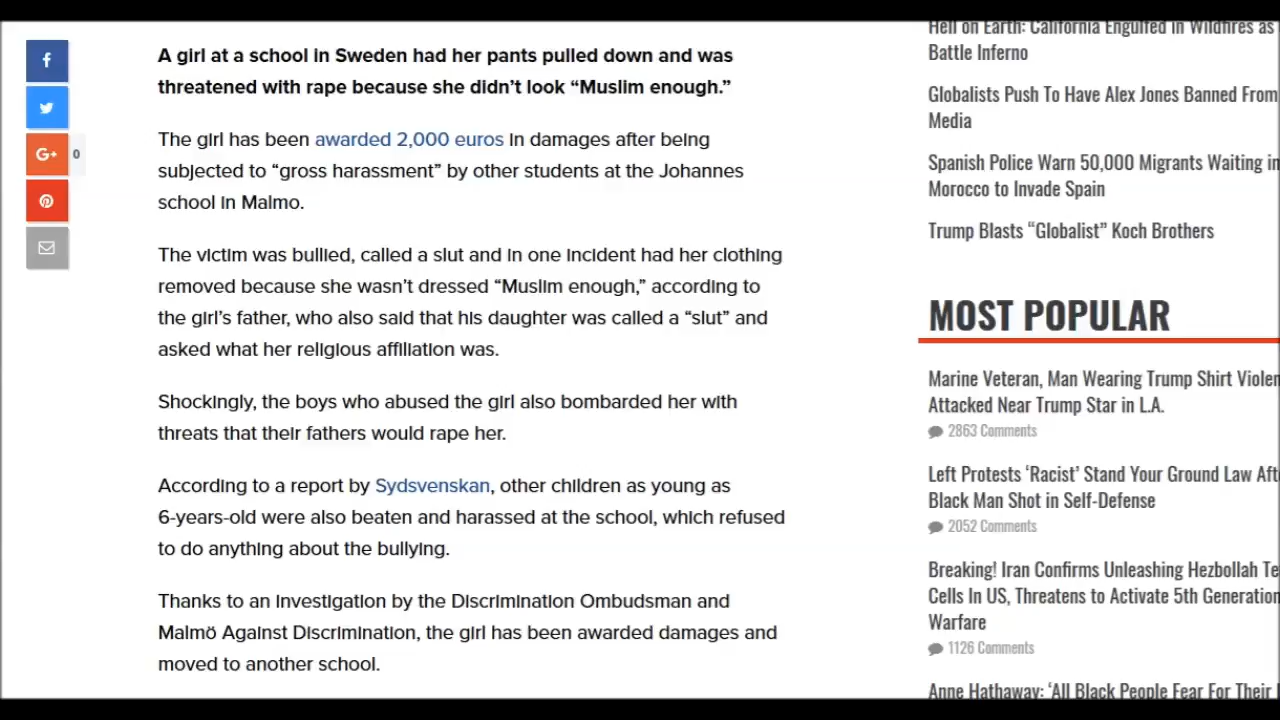 A girl at a school in Sweden had her pants pulled down and was
threatened with rape because she didn't look “Muslim enough.”
The girl has been awarded 2,000 euros in damages after being
subjected to “gross harassment” by other students at the Johannes
school in Malmo.
The victim was bullied, called a slut and in one incident had her clothing
removed because she wasn't dressed “Muslim enough,” according to
the girl's father, who also said that his daughter was called a “slut” and
asked what her religious affiliation was.
Shockingly, the boys who abused the girl also bombarded her with
threats that their fathers would rape her.
According to a report by Sydsvenskan, other children as young as
6-years-old were also beaten and harassed at the school, which refused
to do anything about the bullying.
Thanks to an investigation by the Discrimination Ombudsman and
Malmö Against Discrimination, the girl has been awarded damages and
moved to another school.
f
G+ 0
Hell on Earth: California Engulfed in Wildfires as
Battle Inferno
Globalists Push To Have Alex Jones Banned From
Media
Spanish Police Warn 50,000 Migrants Waiting in
Morocco to Invade Spain
Trump Blasts “Globalist” Koch Brothers
MOST POPULAR
Marine Veteran, Man Wearing Trump Shirt Violen
Attacked Near Trump Star in L.A.
2863 Comments
Left Protests ‘Racist’ Stand Your Ground Law Aft
Black Man Shot in Self-Defense
2052 Comments
Breaking! Iran Confirms Unleashing Hezbollah Te
Cells In US, Threatens to Activate 5th Generation
Warfare
1126 Comments
Anne Hathaway: ‘All Black People Fear For Their